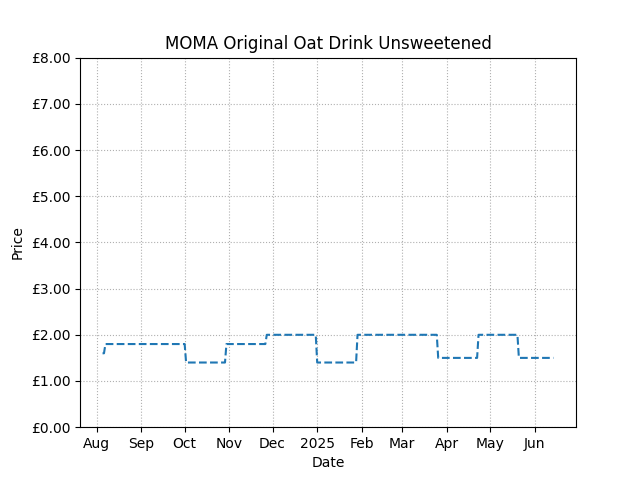 MOMA Original Oat Drink Unsweetened
£8.00
£7.00
£6.00
£5.00
£4.00
£3.00
£2.00
£1.00
£0.00
Price
Aug Sep Oct Nov Dec 2025 Feb Mar Apr May Jun
Date